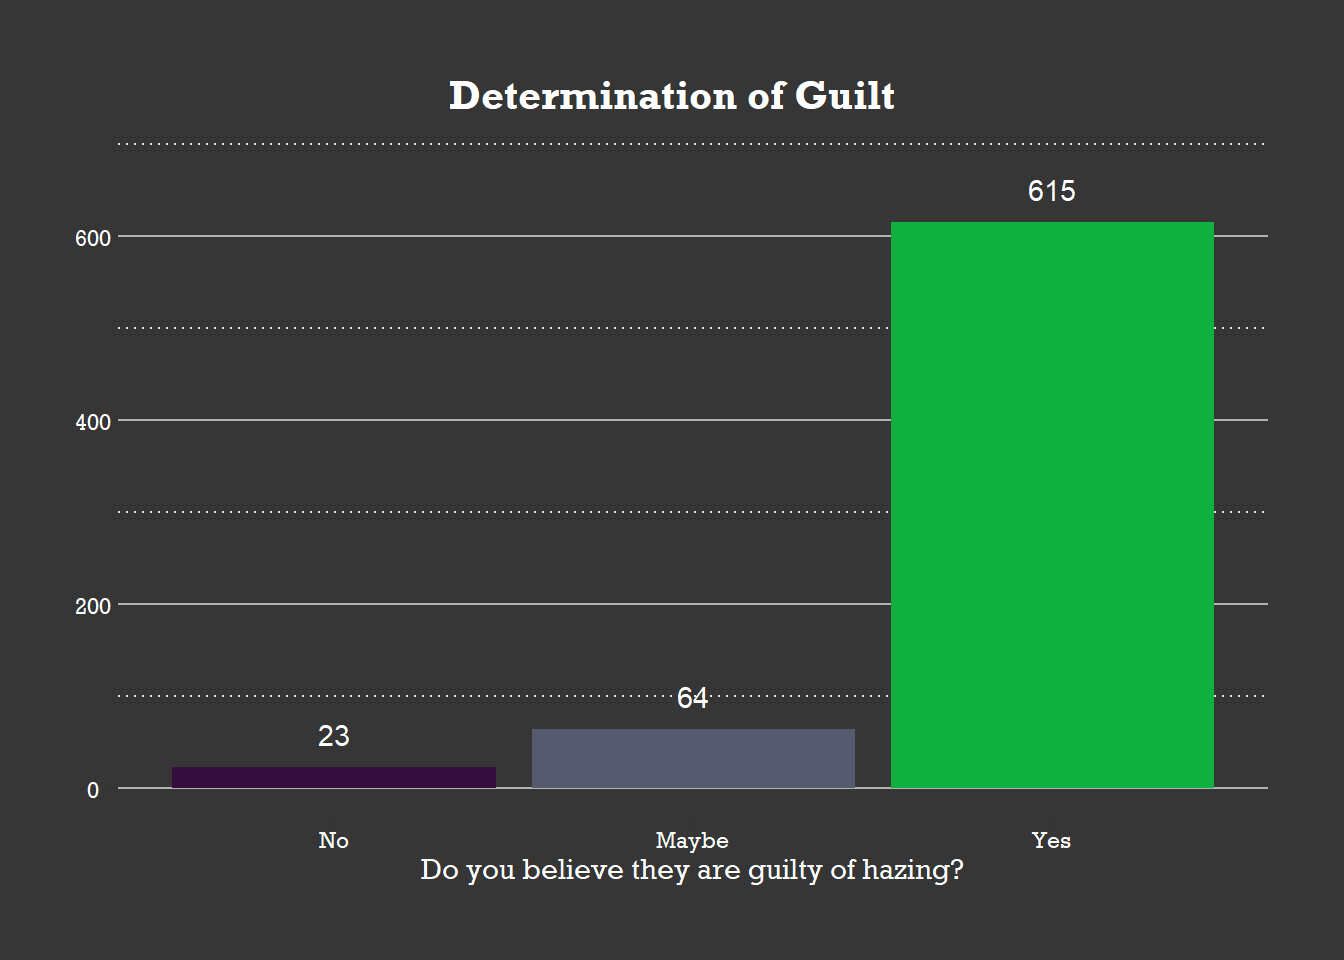 Determination of Guilt
615
600
400
200
64
23
0
No Maybe Yes
Do you believe they are guilty of hazing?